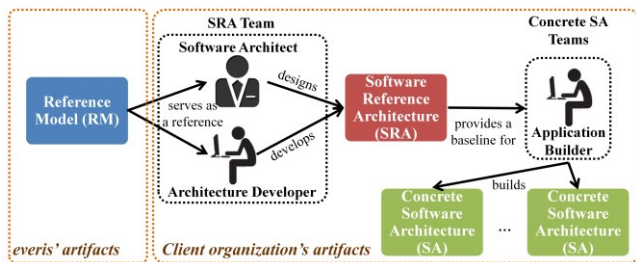 SRA Team
Concrete SA
Teams
Software Architect
designs
Reference
Model (RM)
serves as
a reference
Software
Reference
Architecture
(SRA)
provides a
baseline for
Application
Builder
develops
Architecture Developer
builds
Concrete
Software
Architecture
(SA)
...
Concrete
Software
Architecture
(SA)
everis' artifacts
Client organization's artifacts